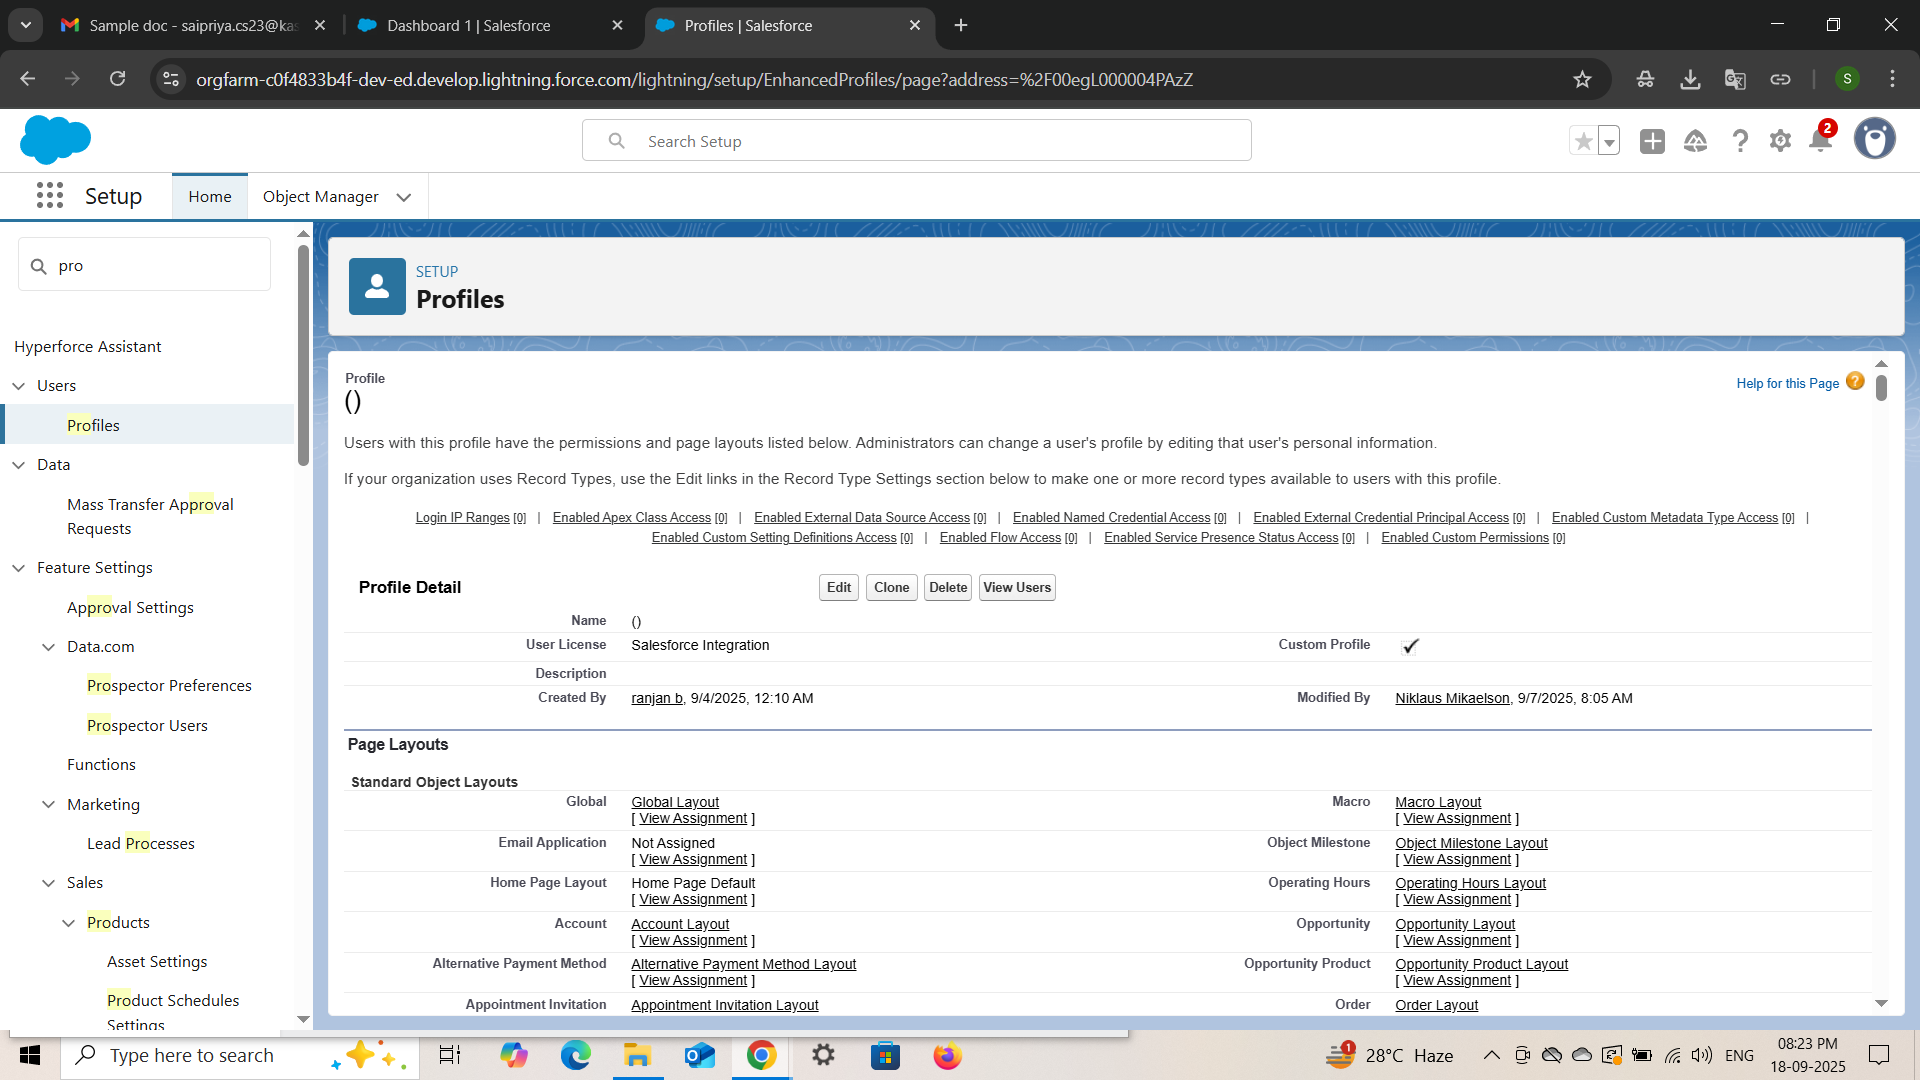 Sample doc - saipriya.cs23@kas
Dashboard 1 | Salesforce
Profiles | Salesforce
orgfarm-c0f4833b4f-dev-ed.develop.lightning.force.com/lightning/setup/EnhancedProfiles/page?address=%2F00egL000004PAzZ
S
Search Setup
2
Setup
Home
Object Manager
pro
Hyperforce Assistant
Users
Profiles
Data
Mass Transfer Approval
Requests
Feature Settings
Approval Settings
Data.com
Prospector Preferences
Prospector Users
Functions
Marketing
Lead Processes
Sales
Products
Asset Settings
Product Schedules
Settings
SETUP
Profiles
Profile
()
Help for this Page ?
Users with this profile have the permissions and page layouts listed below. Administrators can change a user's profile by editing that user's personal information.
If your organization uses Record Types, use the Edit links in the Record Type Settings section below to make one or more record types available to users with this profile.
Login IP Ranges [0] | Enabled Apex Class Access [0] | Enabled External Data Source Access [0] | Enabled Named Credential Access [0] | Enabled External Credential Principal Access [0] | Enabled Custom Metadata Type Access [0] |
Enabled Custom Setting Definitions Access [0] | Enabled Flow Access [0] | Enabled Service Presence Status Access [0] | Enabled Custom Permissions [0]
Profile Detail Edit Clone Delete View Users
Name ()
User License Salesforce Integration Custom Profile
Description
Created By ranjan b, 9/4/2025, 12:10 AM Modified By Niklaus Mikaelson, 9/7/2025, 8:05 AM
Page Layouts
Standard Object Layouts
Global Global Layout Macro Macro Layout
[ View Assignment ] [ View Assignment ]
Email Application Not Assigned Object Milestone Object Milestone Layout
[ View Assignment ] [ View Assignment ]
Home Page Layout Home Page Default Operating Hours Operating Hours Layout
[ View Assignment ] [ View Assignment ]
Account Account Layout Opportunity Opportunity Layout
[ View Assignment ] [ View Assignment ]
Alternative Payment Method Alternative Payment Method Layout Opportunity Product Opportunity Product Layout
[ View Assignment ] [ View Assignment ]
Appointment Invitation Appointment Invitation Layout Order Order Layout
Type here to search
1
28°C Haze
ENG
08:23 PM
18-09-2025